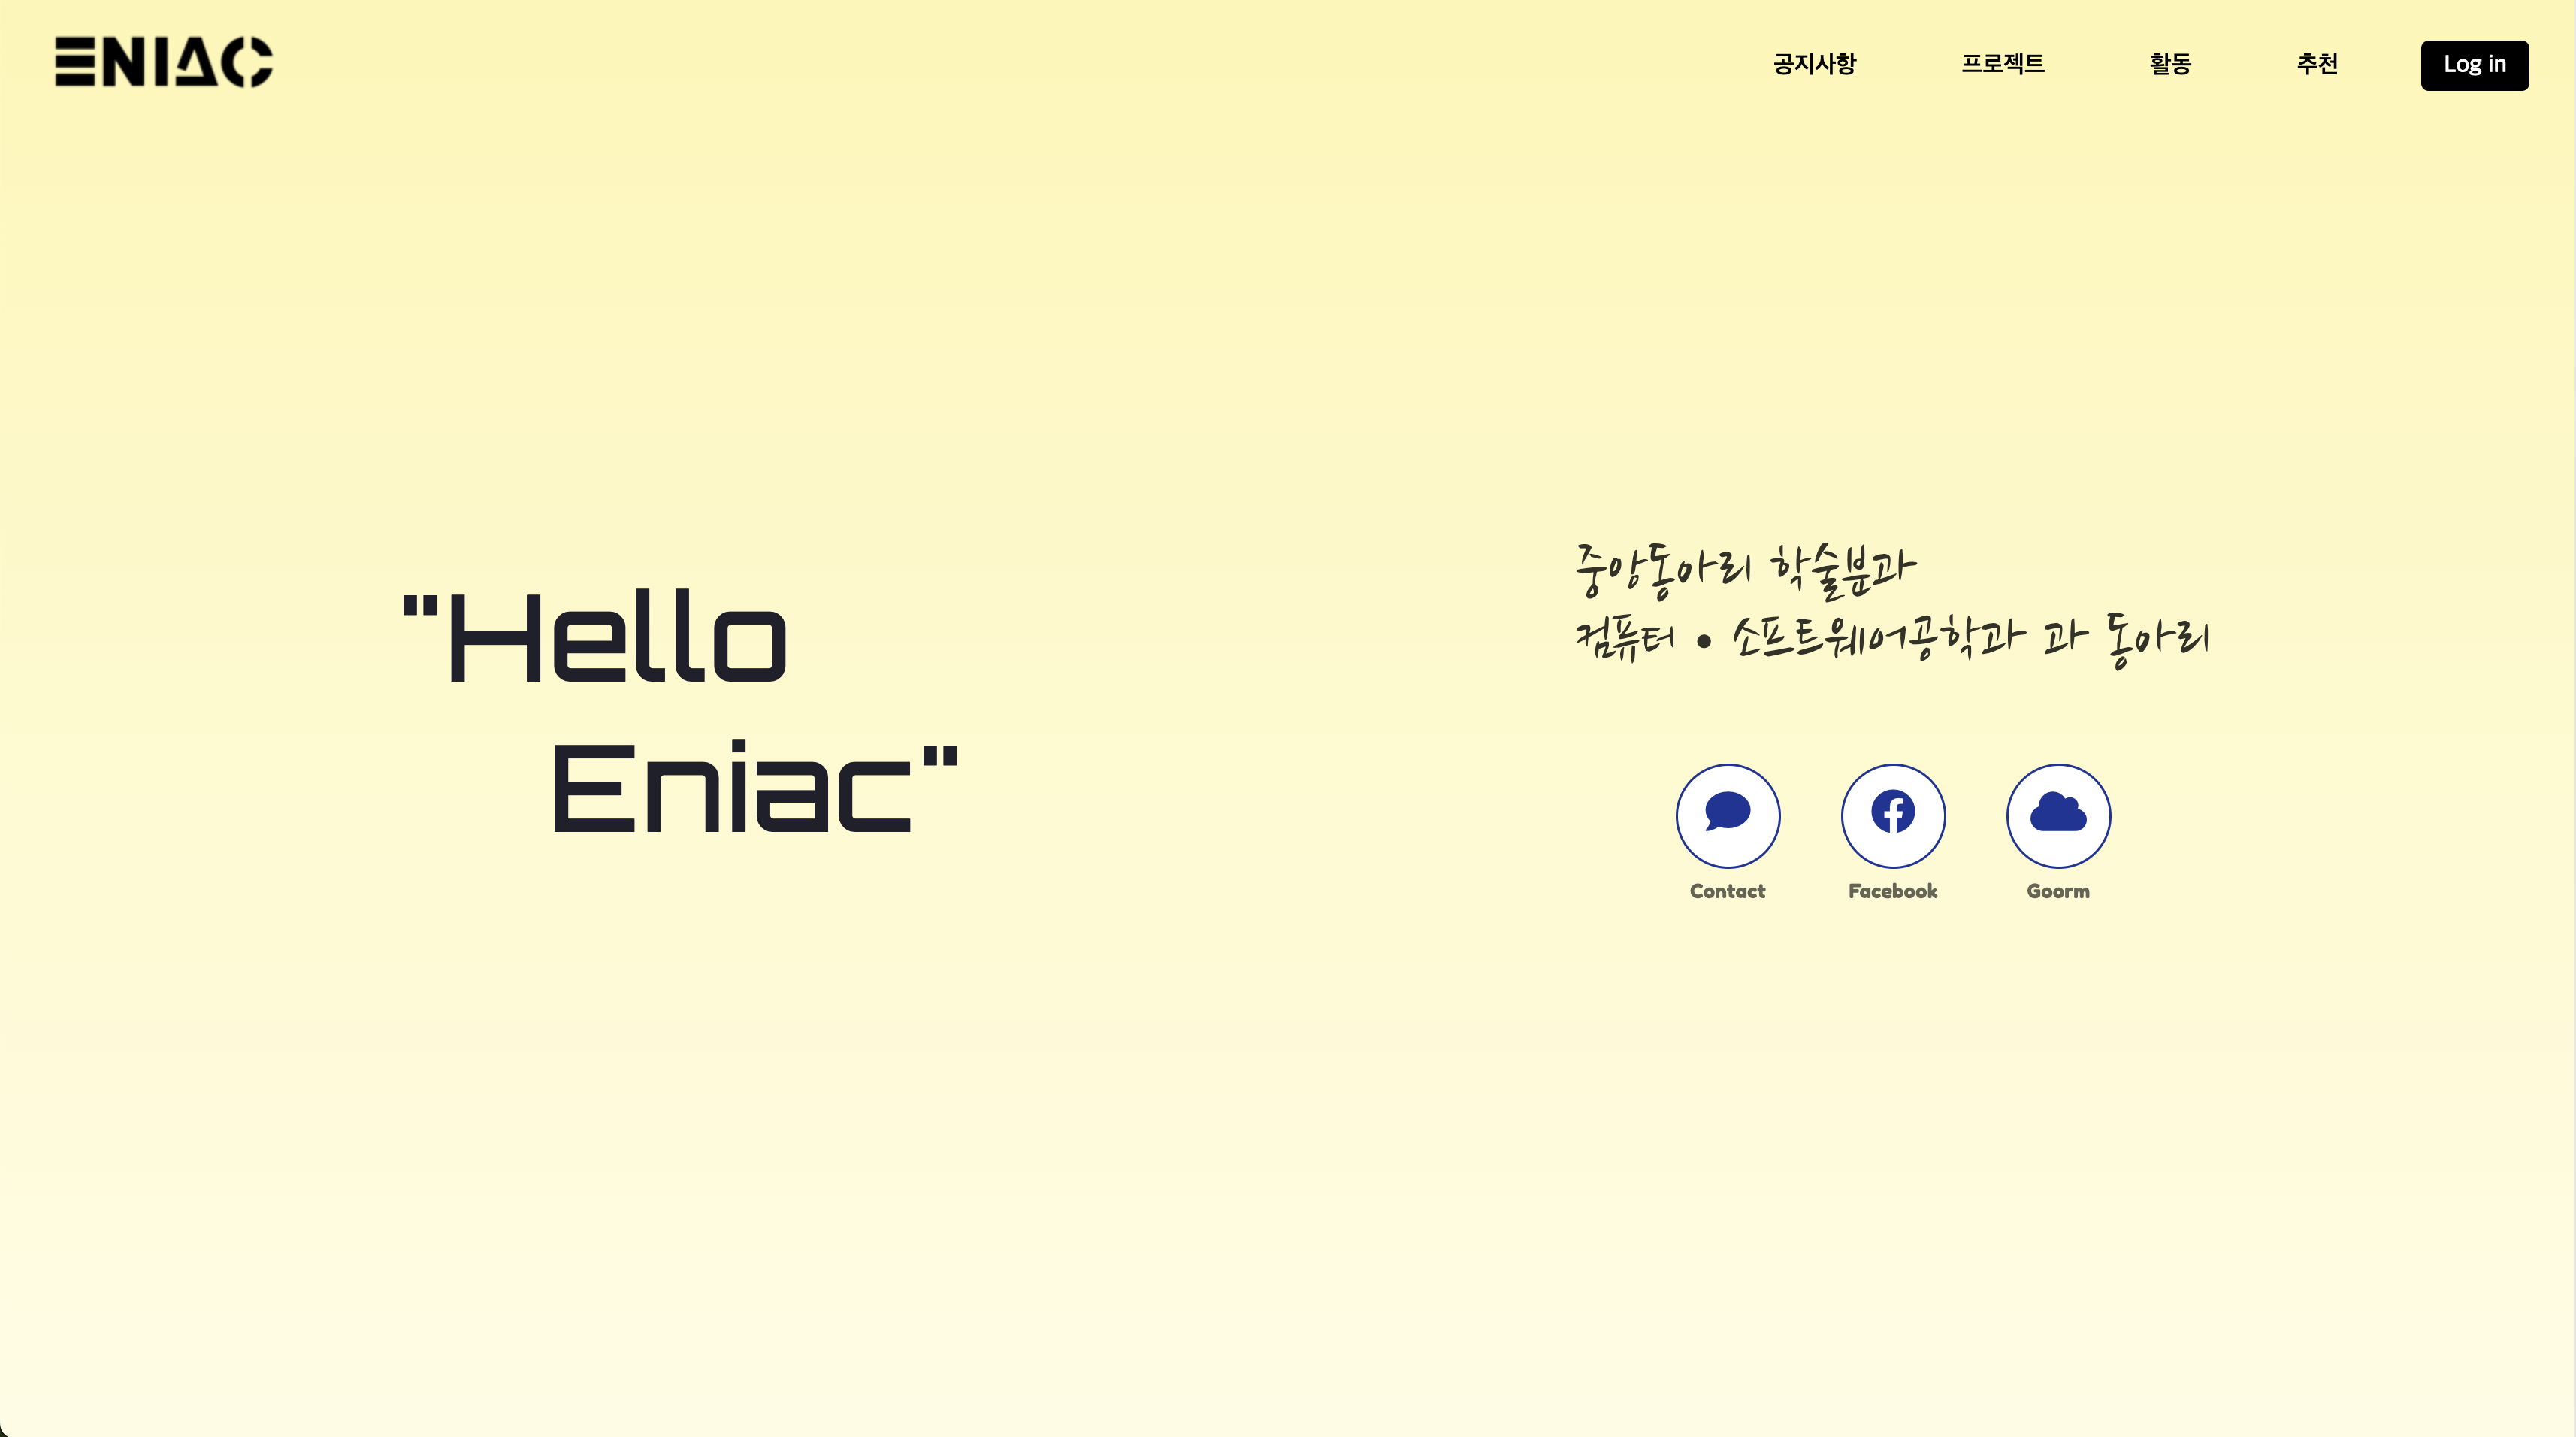 ENIAC
공지사항 프로젝트 활동 추천 Log in
"Hello
Eniac"
중앙동아리 학술분과
컴퓨터 • 소프트웨어공학과 과 동아리
Contact Facebook Goorm